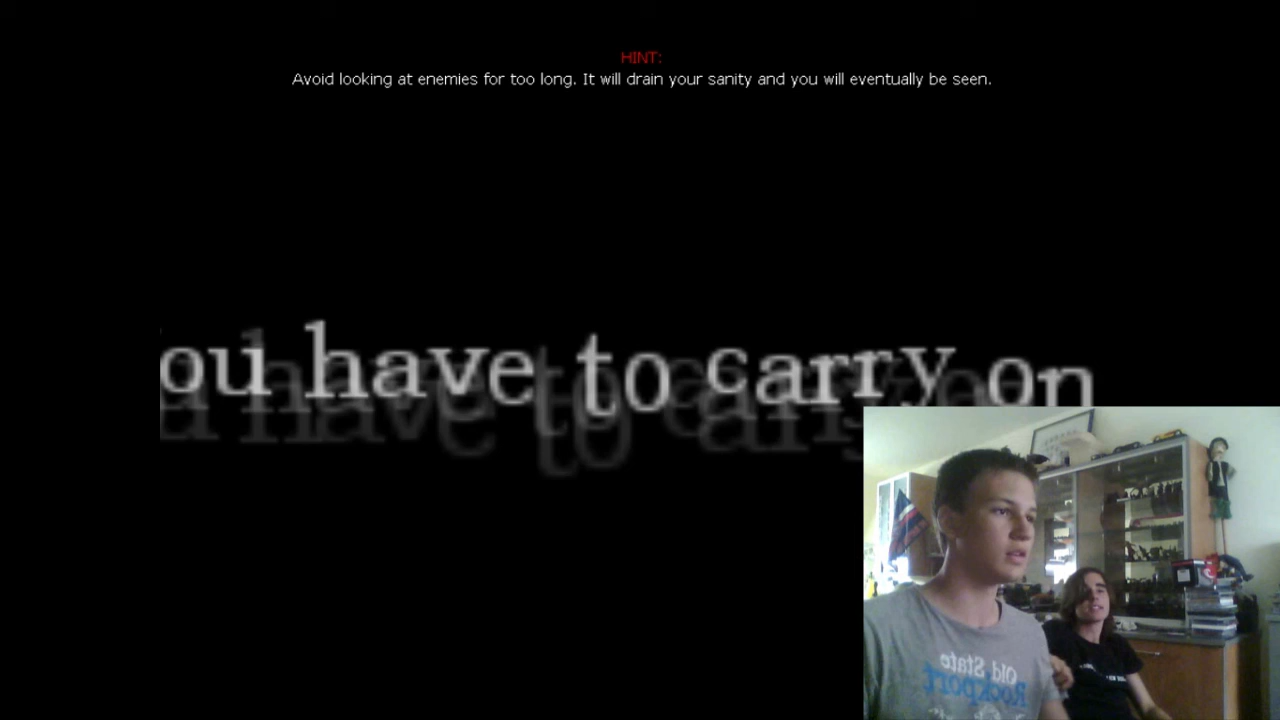 HINT:
Avoid looking at enemies for too long. It will drain your sanity and you will eventually be seen.
ou have to carry on
Old State
Rockport